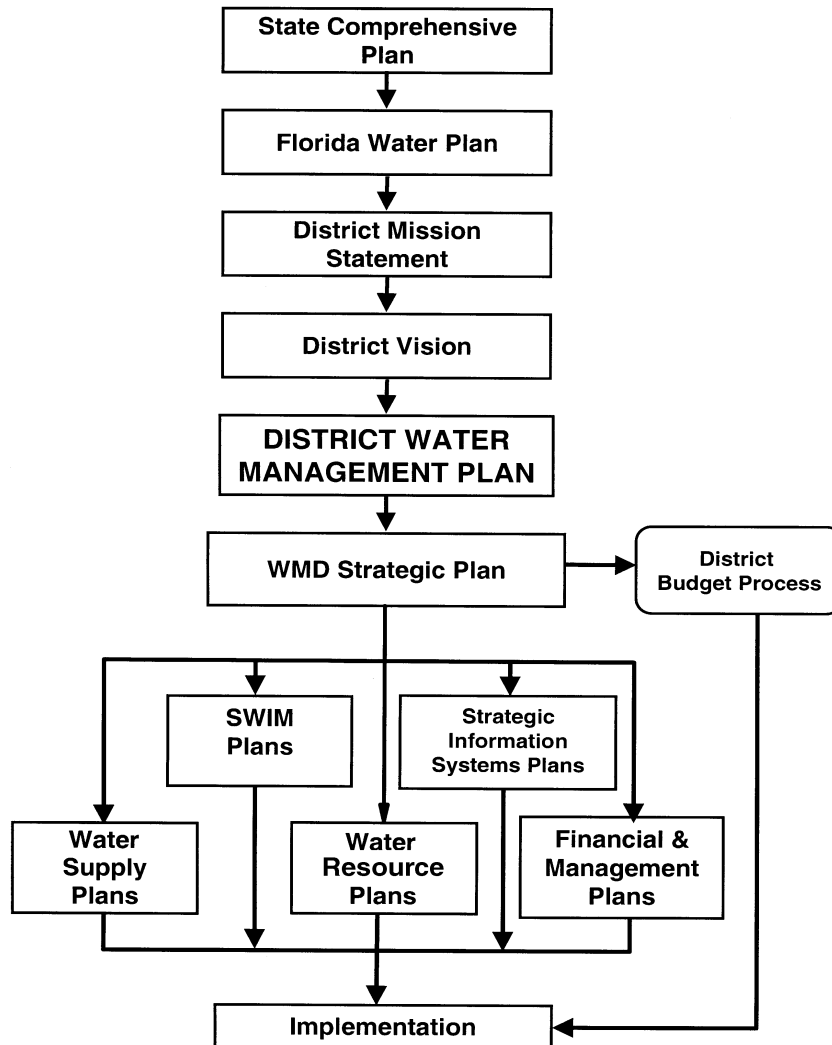 State Comprehensive
Plan
Florida Water Plan
District Mission
Statement
District Vision
DISTRICT WATER
MANAGEMENT PLAN
WMD Strategic Plan
District
Budget Process
SWIM
Plans
Strategic
Information
Systems Plans
Water
Supply
Plans
Water
Resource
Plans
Financial &
Management
Plans
Implementation